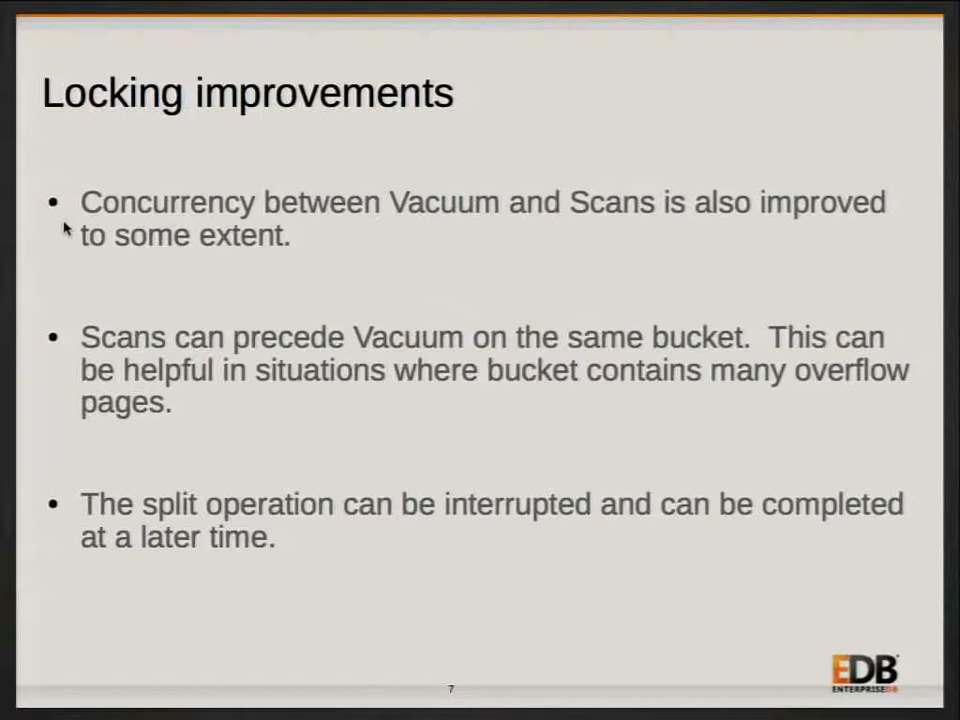 Locking improvements
• Concurrency between Vacuum and Scans is also improved
to some extent.
• Scans can precede Vacuum on the same bucket.  This can
be helpful in situations where bucket contains many overflow
pages.
• The split operation can be interrupted and can be completed
at a later time.
7
EDB
ENTERPRISEDB